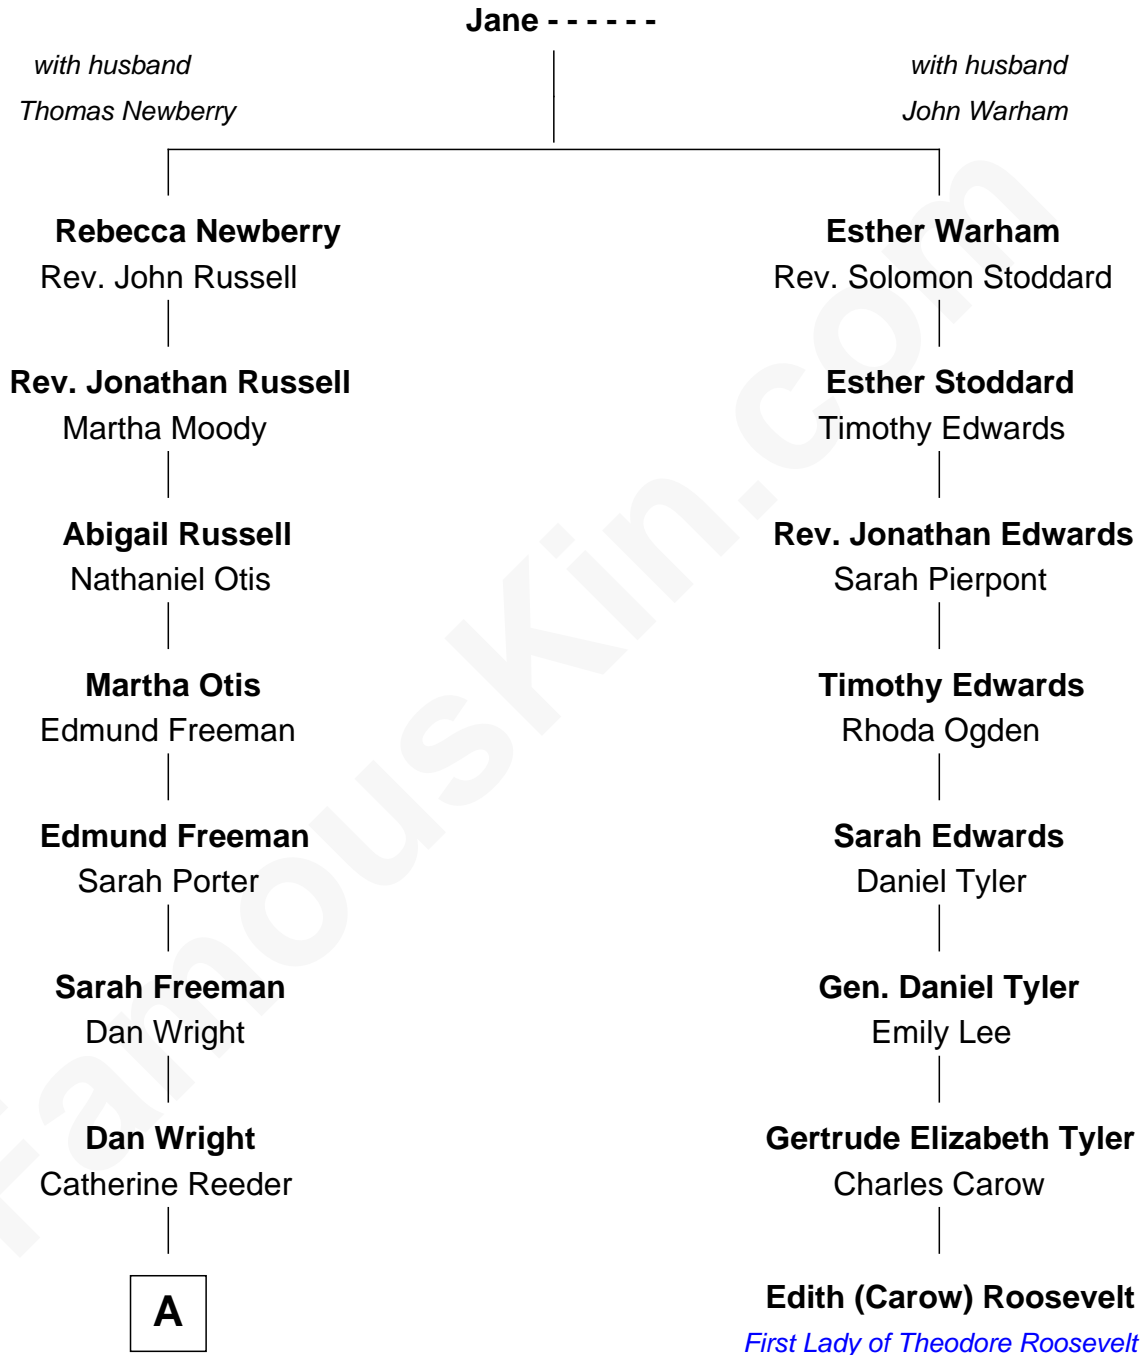 Jane - - - - - -
with husband
Thomas Newberry
with husband
John Warham
Rebecca Newberry
Rev. John Russell
Esther Warham
Rev. Solomon Stoddard
Rev. Jonathan Russell
Martha Moody
Esther Stoddard
Timothy Edwards
Abigail Russell
Nathaniel Otis
Rev. Jonathan Edwards
Sarah Pierpont
Martha Otis
Edmund Freeman
Timothy Edwards
Rhoda Ogden
Edmund Freeman
Sarah Porter
Sarah Edwards
Daniel Tyler
Sarah Freeman
Dan Wright
Gen. Daniel Tyler
Emily Lee
Dan Wright
Catherine Reeder
Gertrude Elizabeth Tyler
Charles Carow
A
Edith (Carow) Roosevelt
First Lady of Theodore Roosevelt
FamousKin.com